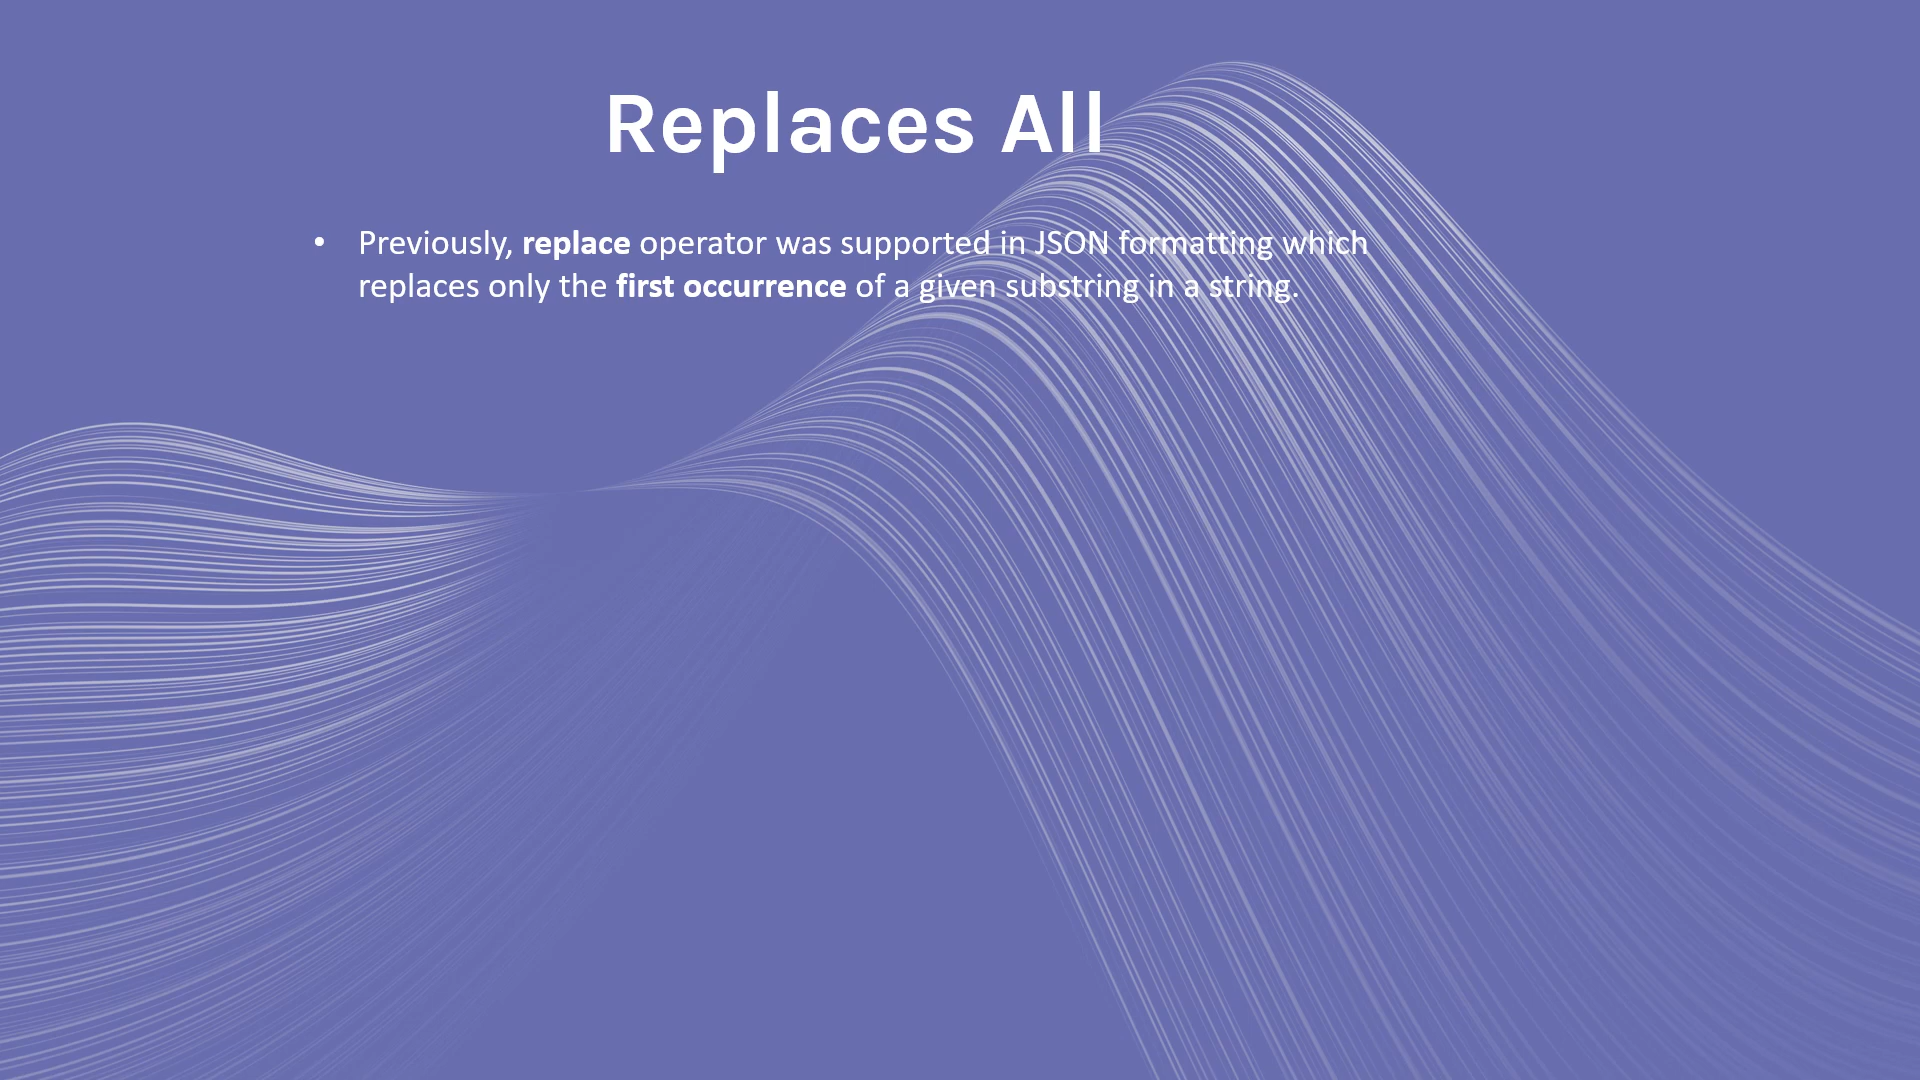 Replaces All
• Previously, replace operator was supported in JSON formatting which
replaces only the first occurrence of a given substring in a string.